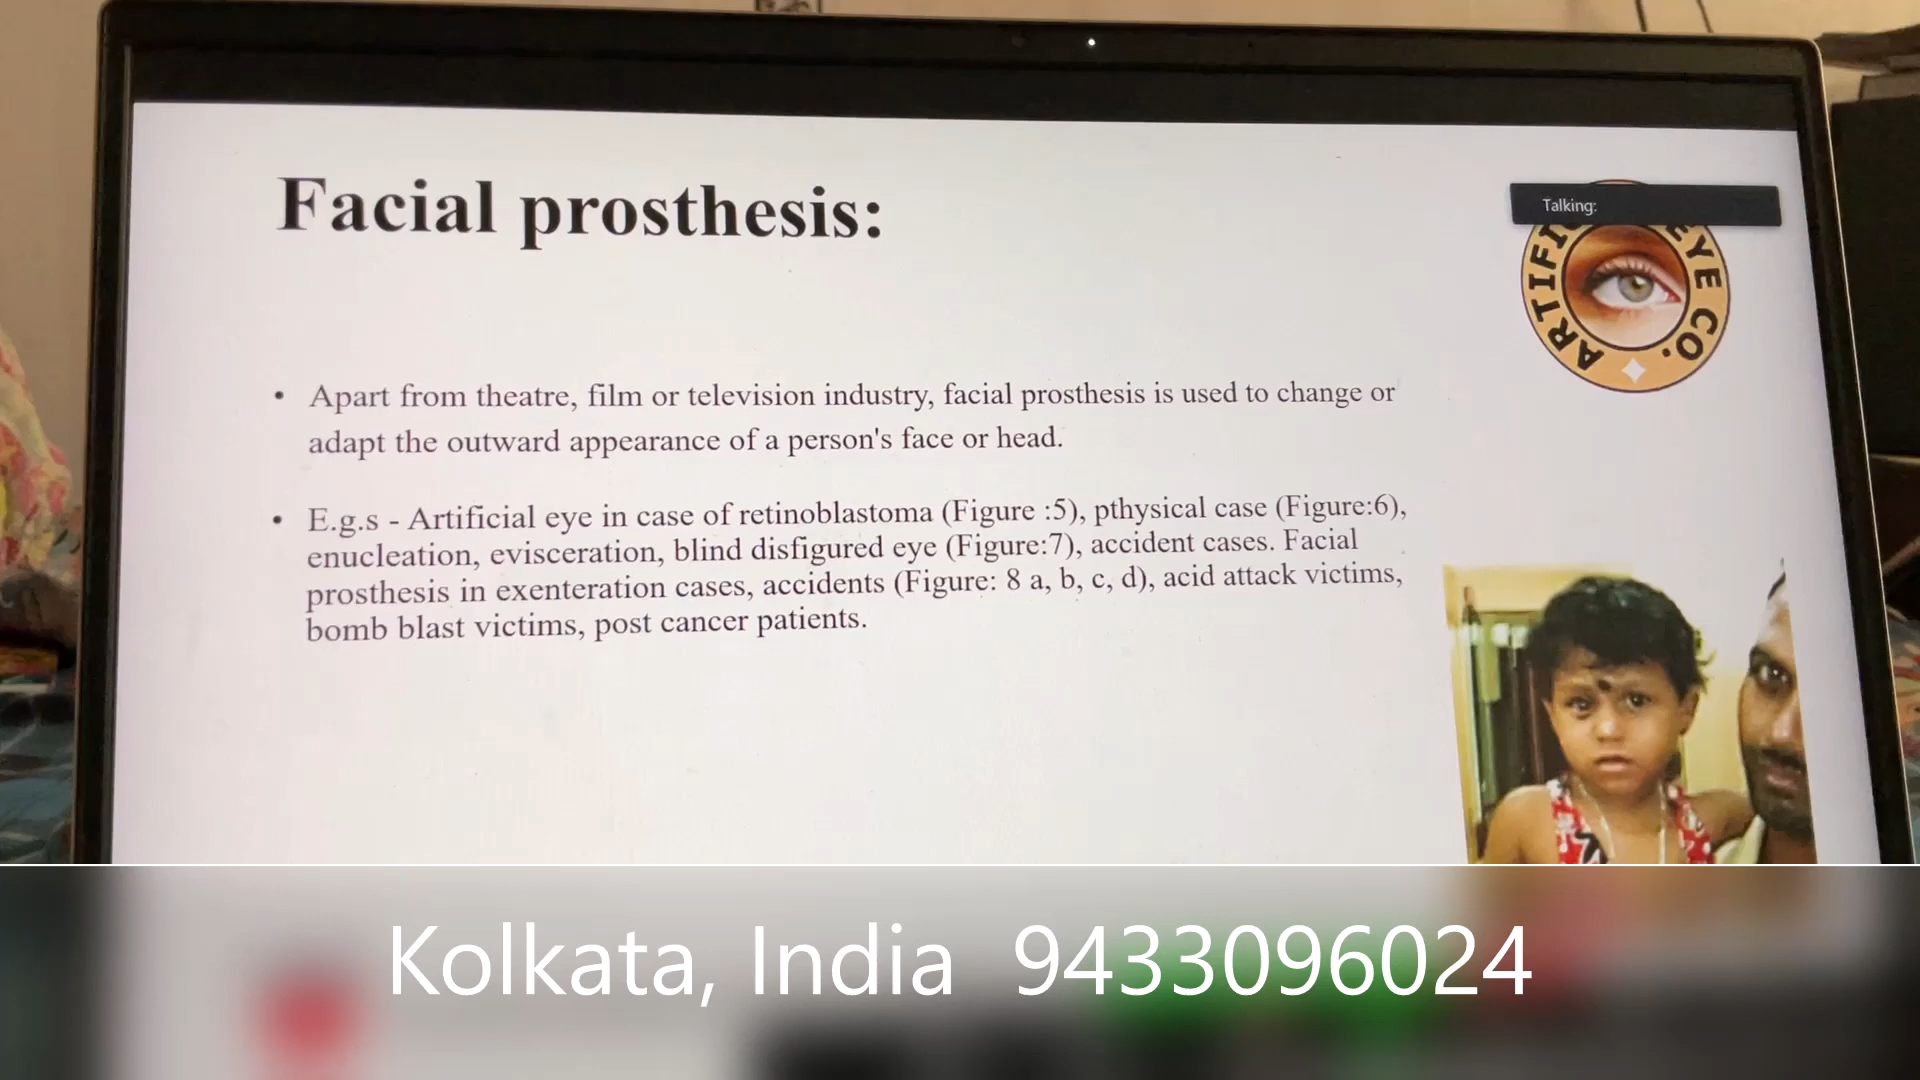 Facial prosthesis:
Talking:
ARTIFI EYE CO.
• Apart from theatre, film or television industry, facial prosthesis is used to change or
adapt the outward appearance of a person's face or head.
• E.g.s - Artificial eye in case of retinoblastoma (Figure :5), pthysical case (Figure:6),
enucleation, evisceration, blind disfigured eye (Figure:7), accident cases. Facial
prosthesis in exenteration cases, accidents (Figure: 8 a, b, c, d), acid attack victims,
bomb blast victims, post cancer patients.
Kolkata, India 9433096024